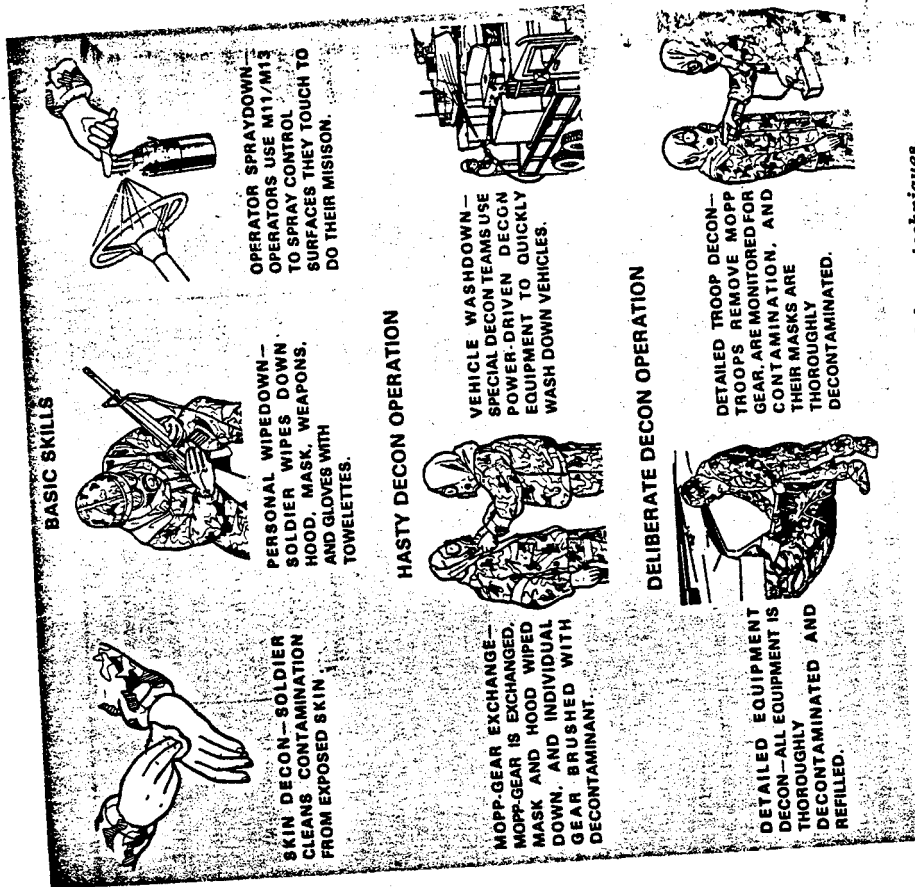 BASIC SKILLS
SKIN DECON—SOLDIER
CLEANS CONTAMINATION
FROM EXPOSED SKIN.
PERSONAL WIPEDOWN—
SOLDIER WIPES DOWN
HOOD, MASK, WEAPONS,
AND GLOVES WITH
TOWELETTES.
OPERATOR SPRAYDOWN—
OPERATORS USE M11/M13
TO SPRAY CONTROL
SURFACES THEY TOUCH TO
DO THEIR MISISON.
HASTY DECON OPERATION
MOPP-GEAR EXCHANGE—
MOPP-GEAR IS EXCHANGED,
MASK AND HOOD WIPED
DOWN, AND INDIVIDUAL
GEAR BRUSHED WITH
DECONTAMINANT.
VEHICLE WASHDOWN—
SPECIAL DECON TEAMS USE
POWER-DRIVEN DECON
EQUIPMENT TO QUICKLY
WASH DOWN VEHICLES.
DELIBERATE DECON OPERATION
DETAILED EQUIPMENT
DECON—ALL EQUIPMENT IS
THOROUGHLY
DECONTAMINATED AND
REFILLED.
DETAILED TROOP DECON—
TROOPS REMOVE MOPP
GEAR, ARE MONITORED FOR
CONTAMINATION, AND
THEIR MASKS ARE
THOROUGHLY
DECONTAMINATED.